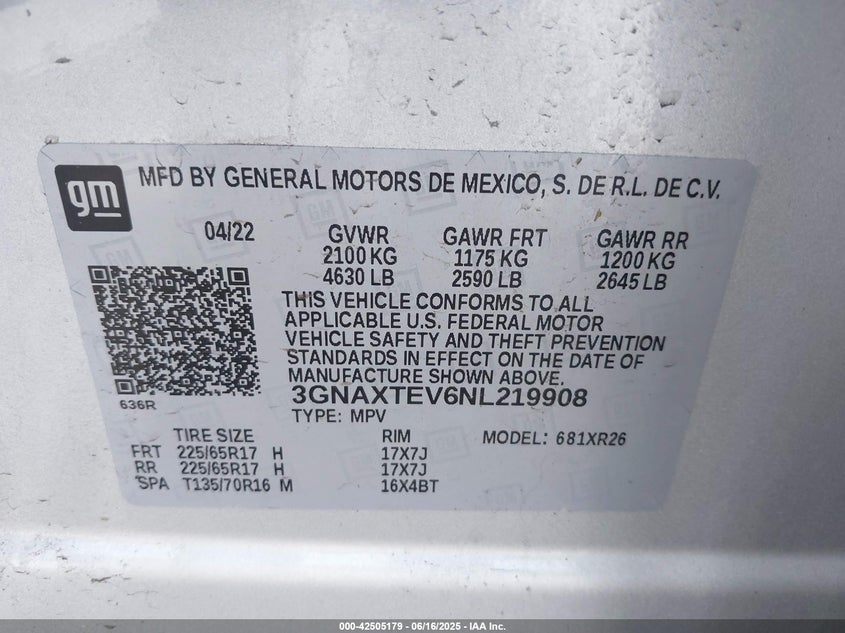 gm
MFD BY GENERAL MOTORS DE MEXICO, S. DE R.L. DE C.V.
04/22 GVWR GAWR FRT GAWR RR
2100 KG 1175 KG 1200 KG
4630 LB 2590 LB 2645 LB
THIS VEHICLE CONFORMS TO ALL
APPLICABLE U.S. FEDERAL MOTOR
VEHICLE SAFETY AND THEFT PREVENTION
STANDARDS IN EFFECT ON THE DATE OF
MANUFACTURE SHOWN ABOVE.
636R
3GNAXTEV6NL219908
TYPE: MPV
TIRE SIZE RIM MODEL: 681XR26
FRT 225/65R17 H 17X7J
RR 225/65R17 H 17X7J
SPA T135/70R16 M 16X4BT
000-42505179 - 06/16/2025 - IAA Inc.